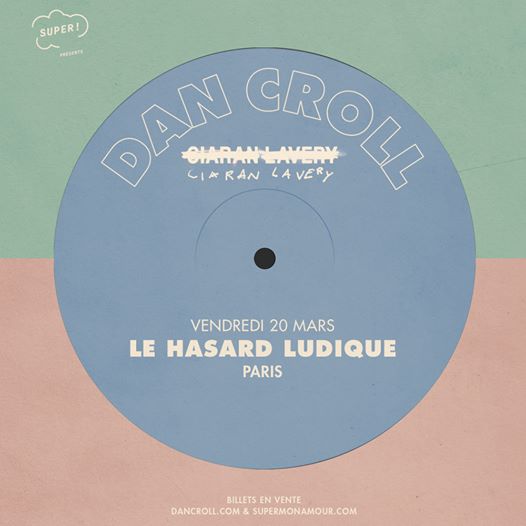 SUPER!
PRÉSENTE
DAN CROLL
CIARAN LAVERY
CIARAN LAVERY
VENDREDI 20 MARS
LE HASARD LUDIQUE
PARIS
BILLETS EN VENTE
DANCROLL.COM & SUPERMONAMOUR.COM